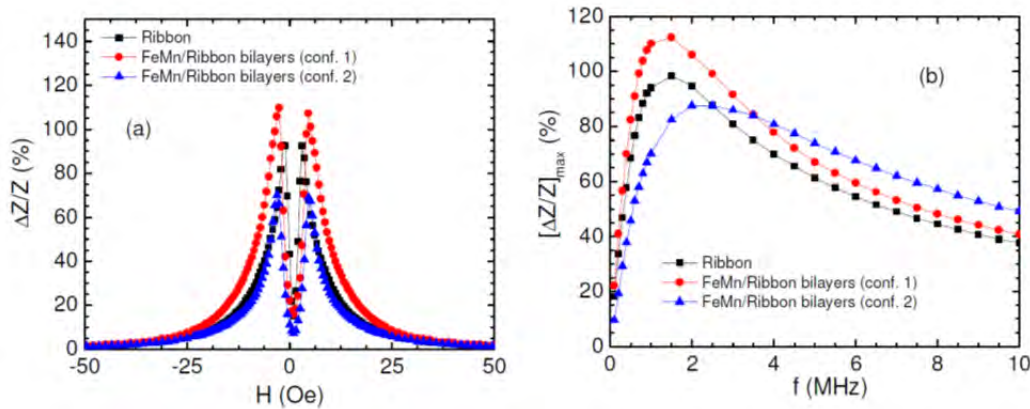 140
120
100
80
60
40
20
0
ΔZ/Z (%)
(a)
Ribbon
FeMn/Ribbon bilayers (conf. 1)
FeMn/Ribbon bilayers (conf. 2)
-50 -25 0 25 50
H (Oe)
120
100
80
60
40
20
0
[ΔZ/Z]max (%)
(b)
Ribbon
FeMn/Ribbon bilayers (conf. 1)
FeMn/Ribbon bilayers (conf. 2)
0 2 4 6 8 10
f (MHz)